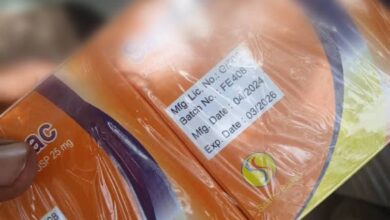 Mfg. Lic. No.: G/
Batch No.: FE408
Mfg. Date : 04/2024
Exp. Date : 03/2026
ac
USP 25 mg